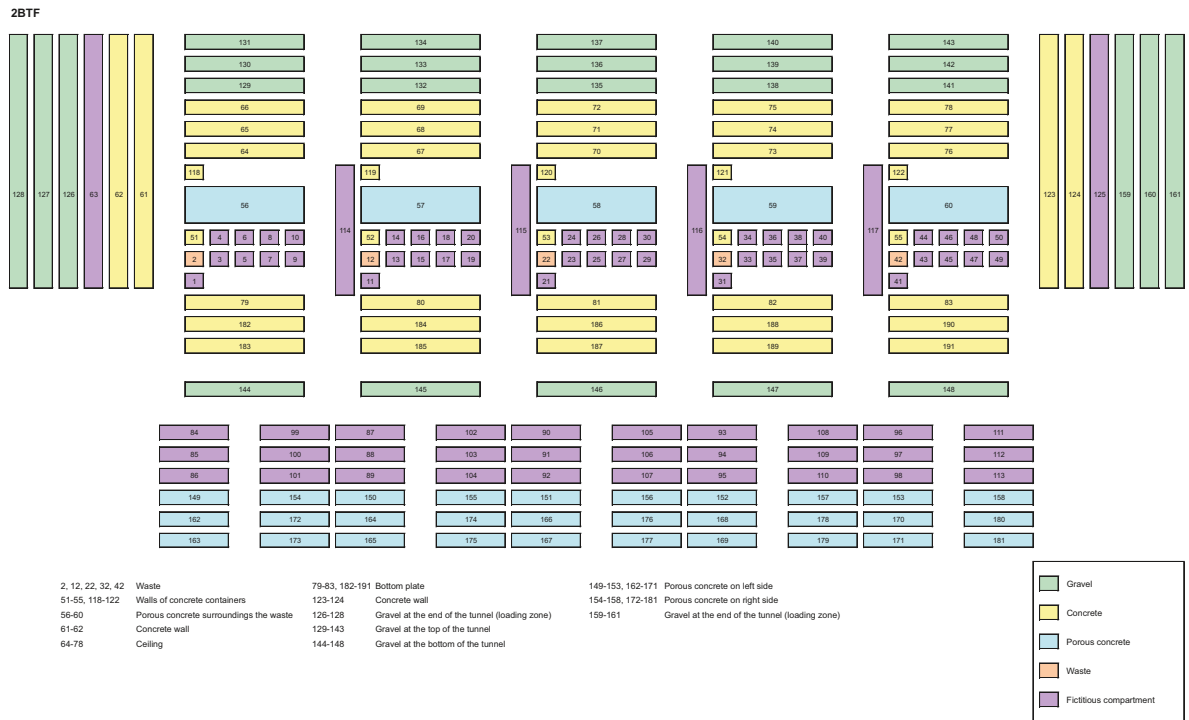 2BTF
131 134 137 140 143
130 133 136 139 142
129 132 135 138 141
66 69 72 75 78
65 68 71 74 77
64 67 70 73 76
118 119 120 121 122
128 127 126 63 62 61 56 114 57 115 58 116 59 117 60 123 124 125 159 160 161
51 4 6 8 10 52 14 16 18 20 53 24 26 28 30 54 34 36 38 40 55 44 46 48 50
2 3 5 7 9 12 13 15 17 19 22 23 25 27 29 32 33 35 37 39 42 43 45 47 49
1 11 21 31 41
79 80 81 82 83
182 184 186 188 190
183 185 187 189 191
144 145 146 147 148
84 99 87 102 90 105 93 108 96 111
85 100 88 103 91 106 94 109 97 112
86 101 89 104 92 107 95 110 98 113
149 154 150 155 151 156 152 157 153 158
162 172 164 174 166 176 168 178 170 180
163 173 165 175 167 177 169 179 171 181
2, 12, 22, 32, 42 Waste
51-55, 118-122 Walls of concrete containers
56-60 Porous concrete surroundings the waste
61-62 Concrete wall
64-78 Ceiling
79-83, 182-191 Bottom plate
123-124 Concrete wall
126-128 Gravel at the end of the tunnel (loading zone)
129-143 Gravel at the top of the tunnel
144-148 Gravel at the bottom of the tunnel
149-153, 162-171 Porous concrete on left side
154-158, 172-181 Porous concrete on right side
159-161 Gravel at the end of the tunnel (loading zone)
Gravel
Concrete
Porous concrete
Waste
Fictitious compartment